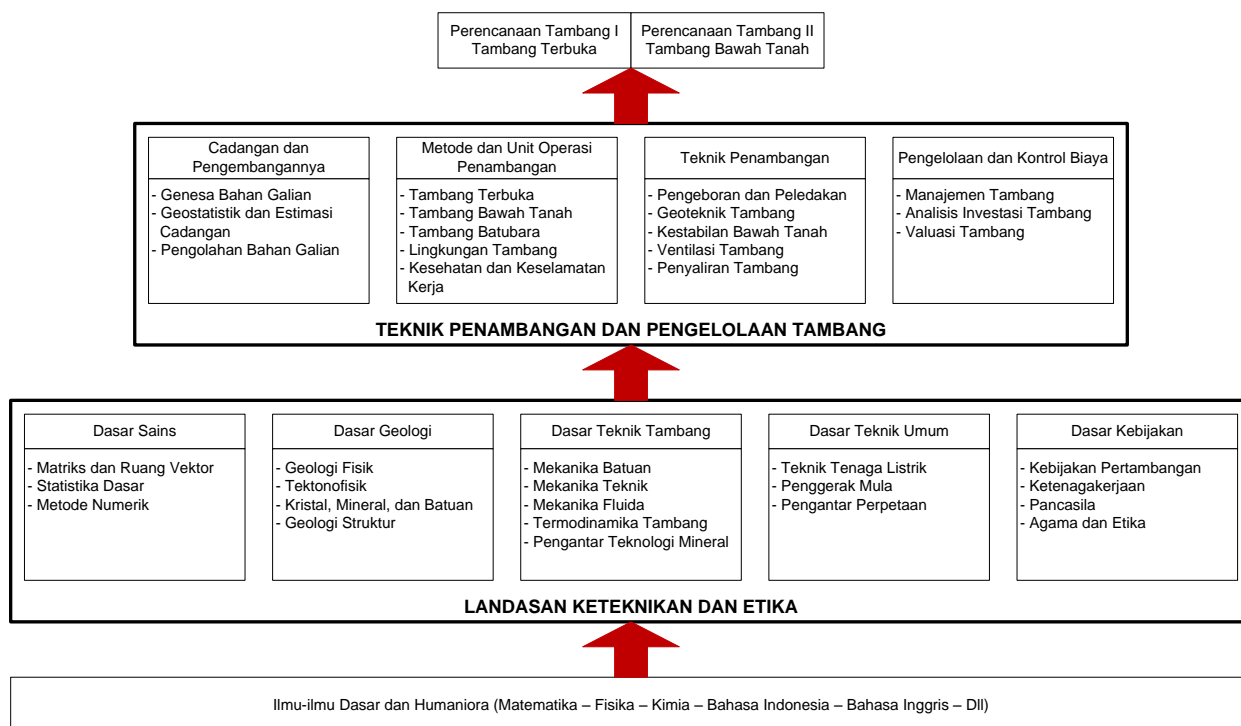 Perencanaan Tambang I
Tambang Terbuka
Perencanaan Tambang II
Tambang Bawah Tanah
Cadangan dan
Pengembangannya
- Genesa Bahan Galian
- Geostatistik dan Estimasi
Cadangan
- Pengolahan Bahan Galian
Metode dan Unit Operasi
Penambangan
- Tambang Terbuka
- Tambang Bawah Tanah
- Tambang Batubara
- Lingkungan Tambang
- Kesehatan dan Keselamatan
Kerja
Teknik Penambangan
- Pengeboran dan Peledakan
- Geoteknik Tambang
- Kestabilan Bawah Tanah
- Ventilasi Tambang
- Penyaliran Tambang
Pengelolaan dan Kontrol Biaya
- Manajemen Tambang
- Analisis Investasi Tambang
- Valuasi Tambang
TEKNIK PENAMBANGAN DAN PENGELOLAAN TAMBANG
Dasar Sains
- Matriks dan Ruang Vektor
- Statistika Dasar
- Metode Numerik
Dasar Geologi
- Geologi Fisik
- Tektonofisik
- Kristal, Mineral, dan Batuan
- Geologi Struktur
Dasar Teknik Tambang
- Mekanika Batuan
- Mekanika Teknik
- Mekanika Fluida
- Termodinamika Tambang
- Pengantar Teknologi Mineral
Dasar Teknik Umum
- Teknik Tenaga Listrik
- Penggerak Mula
- Pengantar Perpetaan
Dasar Kebijakan
- Kebijakan Pertambangan
- Ketenagakerjaan
- Pancasila
- Agama dan Etika
LANDASAN KETEKNIKAN DAN ETIKA
Ilmu-ilmu Dasar dan Humaniora (Matematika – Fisika – Kimia – Bahasa Indonesia – Bahasa Inggris – Dll)